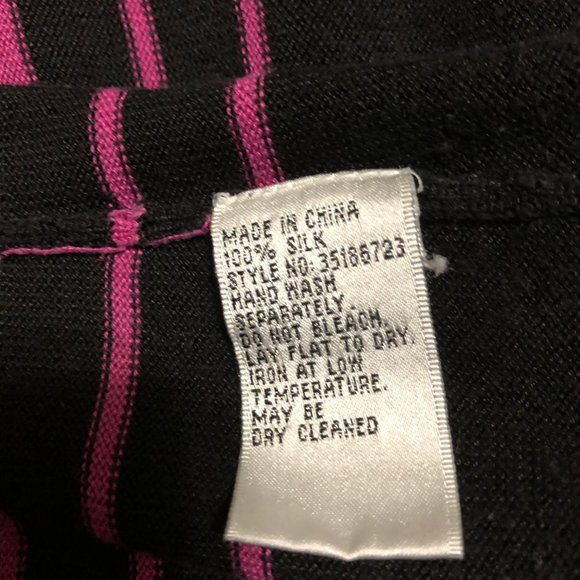 MADE IN CHINA
100% SILK
STYLE NO: 35186723
HAND WASH
SEPARATELY.
DO NOT BLEACH.
LAY FLAT TO DRY.
IRON AT LOW
TEMPERATURE.
MAY BE
DRY CLEANED